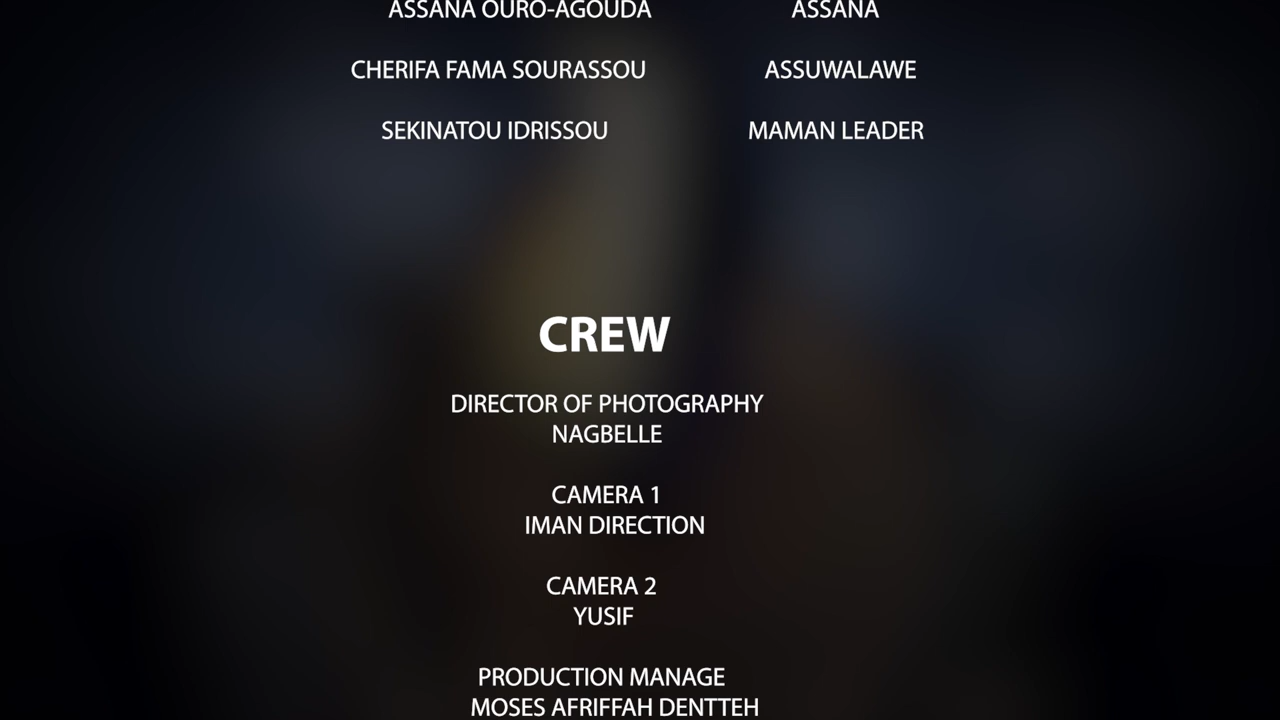 ASSANA OURO-AGOUDA ASSANA
CHERIFA FAMA SOURASSOU ASSUWALAWE
SEKINATOU IDRISSOU MAMAN LEADER
CREW
DIRECTOR OF PHOTOGRAPHY
NAGBELLE
CAMERA 1
IMAN DIRECTION
CAMERA 2
YUSIF
PRODUCTION MANAGE
MOSES AFRIFFAH DENTTEH